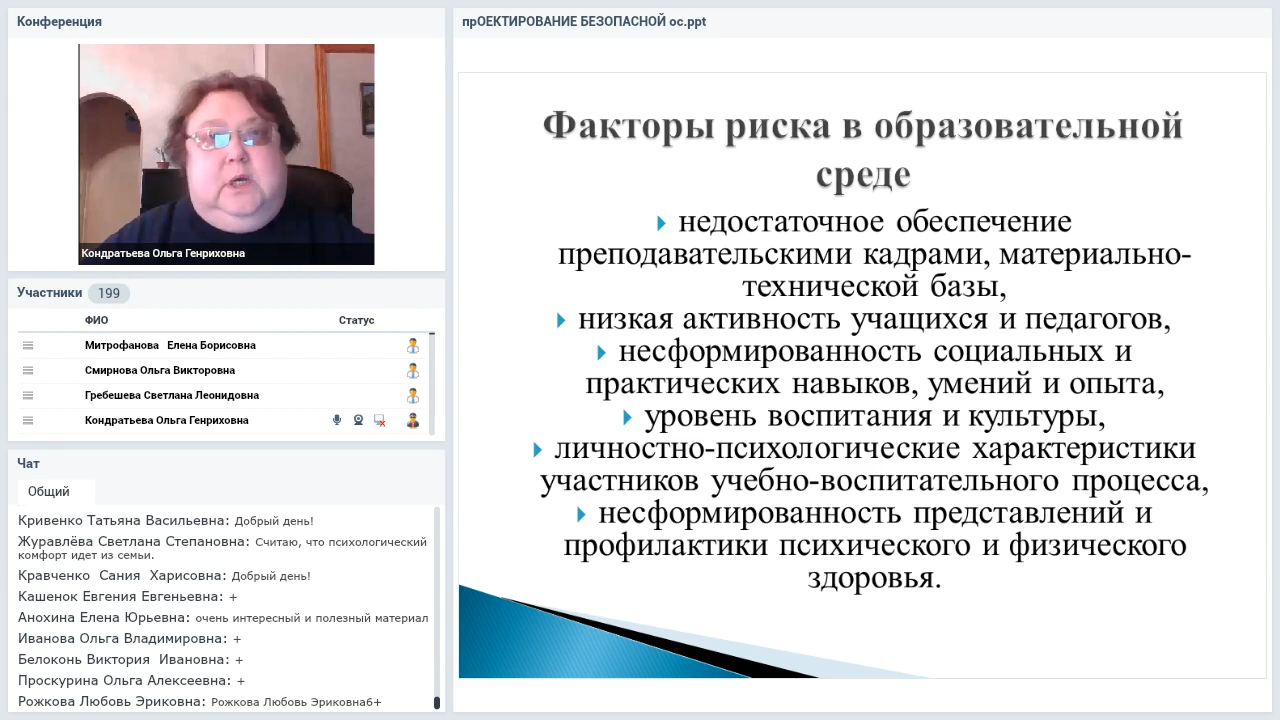 Конференция
Кондратьева Ольга Генриховна
Участники 199
ФИО Статус
Митрофанова Елена Борисовна
Смирнова Ольга Викторовна
Гребешева Светлана Леонидовна
Кондратьева Ольга Генриховна
Чат
Общий
Кривенко Татьяна Васильевна: Добрый день!
Журавлёва Светлана Степановна: Считаю, что психологический
комфорт идет из семьи.
Кравченко Сания Харисовна: Добрый день!
Кашенок Евгения Евгеньевна: +
Анохина Елена Юрьевна: очень интересный и полезный материал
Иванова Ольга Владимировна: +
Белоконь Виктория Ивановна: +
Проскурина Ольга Алексеевна: +
Рожкова Любовь Эриковна: Рожкова Любовь Эриковна6+
прОЕКТИРОВАНИЕ БЕЗОПАСНОЙ ос.ppt
Факторы риска в образовательной
среде
недостаточное обеспечение
преподавательскими кадрами, материально-
технической базы,
низкая активность учащихся и педагогов,
несформированность социальных и
практических навыков, умений и опыта,
уровень воспитания и культуры,
личностно-психологические характеристики
участников учебно-воспитательного процесса,
несформированность представлений и
профилактики психического и физического
здоровья.